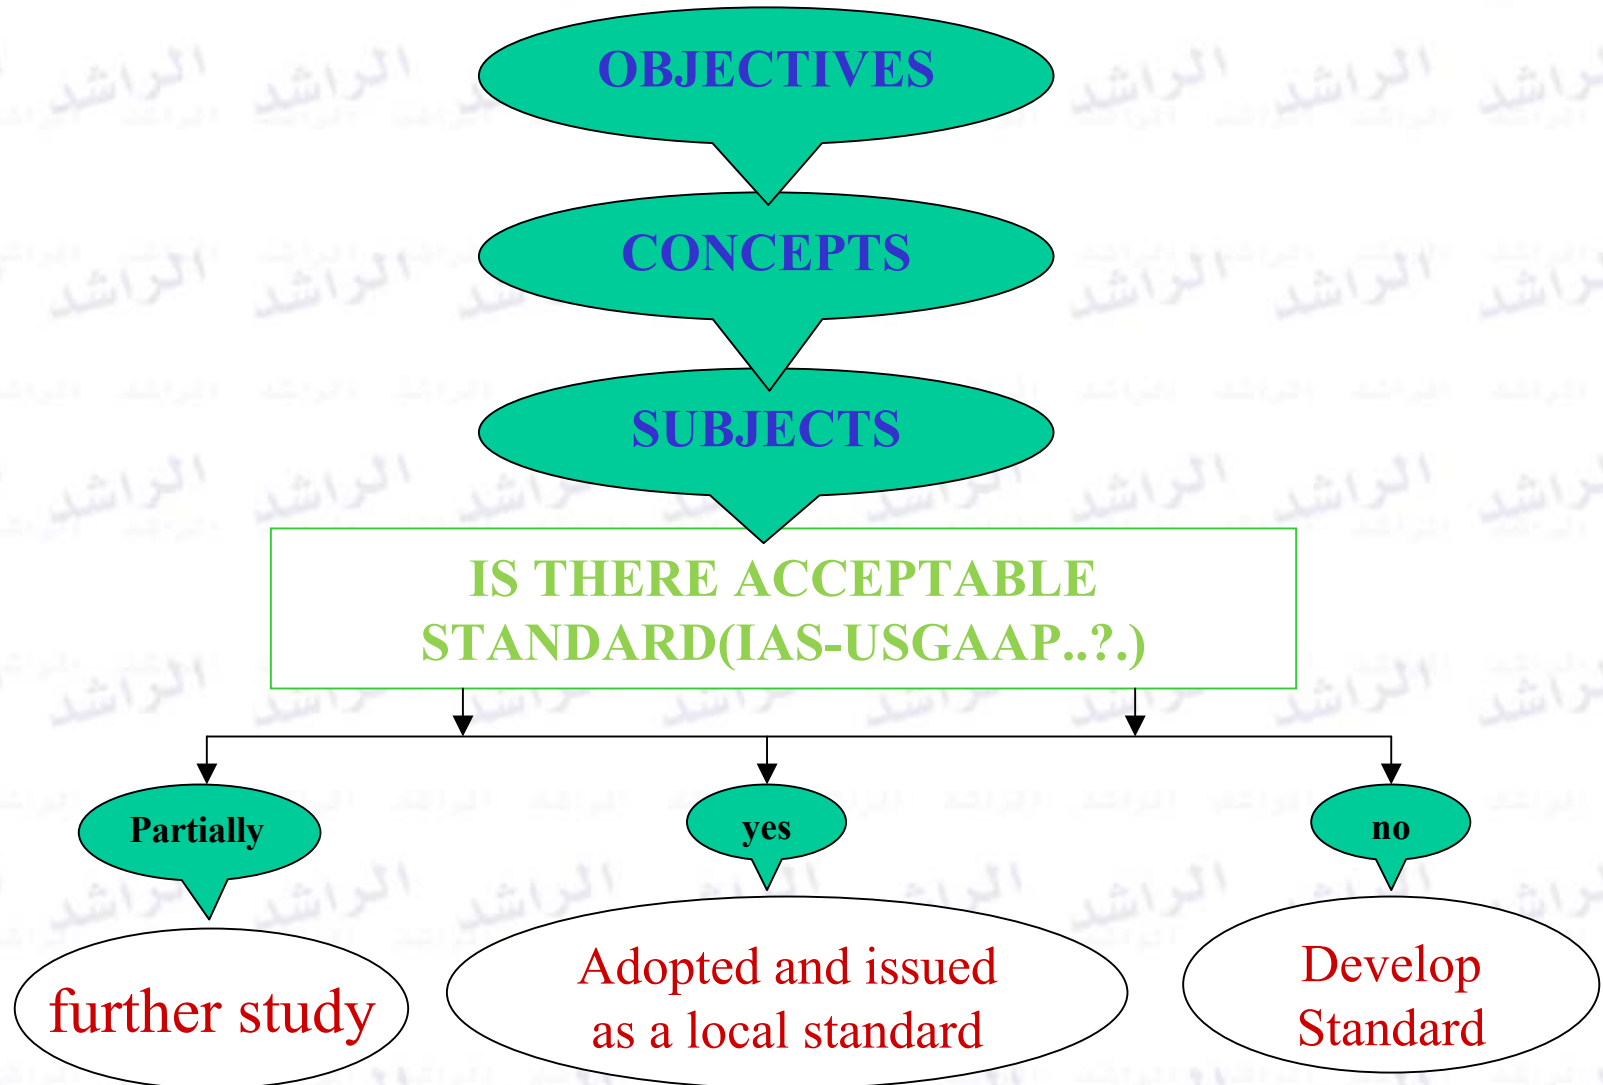 OBJECTIVES
CONCEPTS
SUBJECTS
IS THERE ACCEPTABLE
STANDARD(IAS-USGAAP..?.)
Partially
yes
no
further study
Adopted and issued
as a local standard
Develop
Standard
الراشد